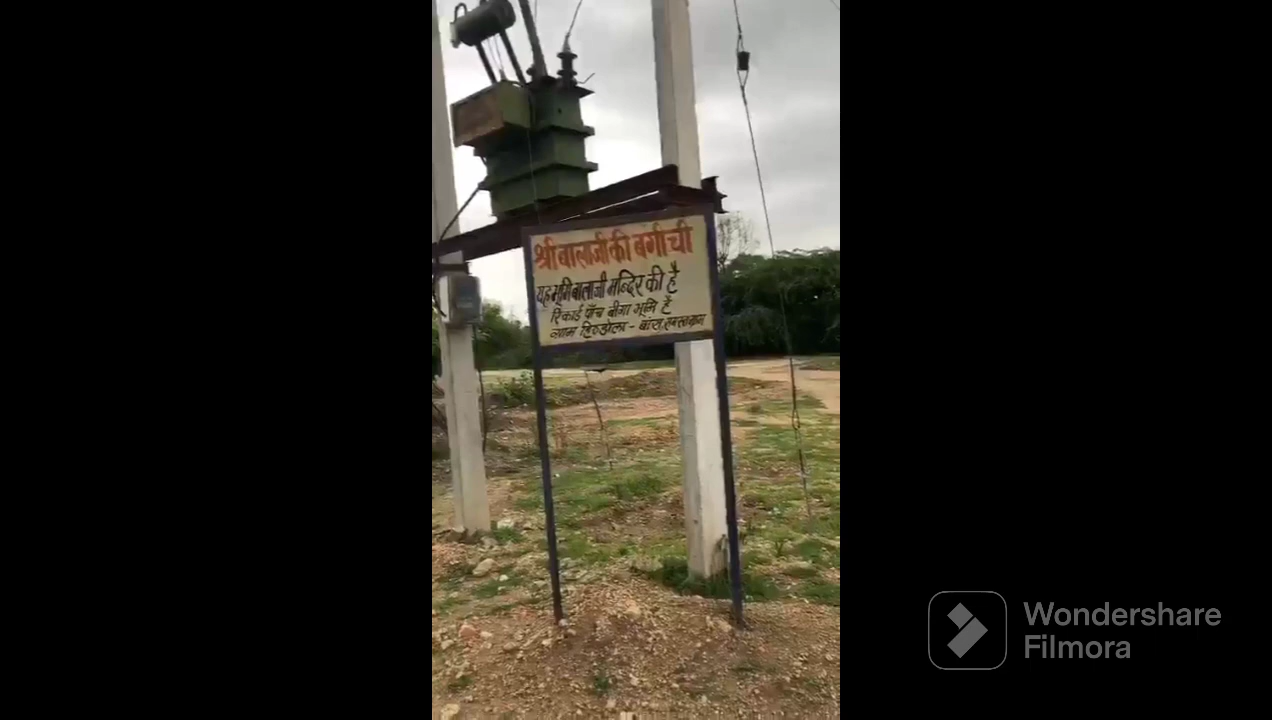 श्री बालाजी की बगीची
यह भूमि बालाजी मन्दिर की है
रिकार्ड पाँच बीगा भूमि है
ग्राम हिण्डोला -
Wondershare
Filmora